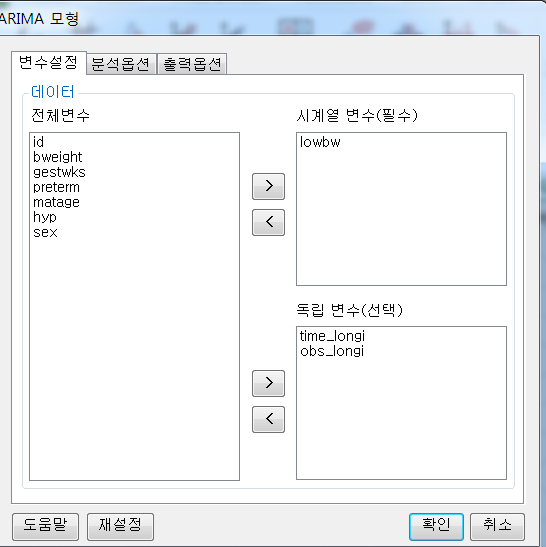 ARIMA 모형
변수설정 분석옵션 출력옵션
데이터
전체변수
id
bweight
gestwks
preterm
matage
hyp
sex
>
<
시계열 변수(필수)
lowbw
독립 변수(선택)
time_longi
obs_longi
>
<
도움말 재설정 확인 취소